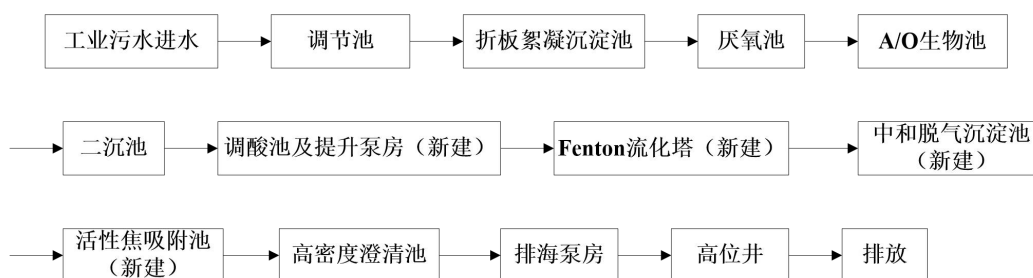 工业污水进水
调节池
折板絮凝沉淀池
厌氧池
A/O生物池
二沉池
调酸池及提升泵房（新建）
Fenton流化塔（新建）
中和脱气沉淀池
（新建）
活性焦吸附池
（新建）
高密度澄清池
排海泵房
高位井
排放